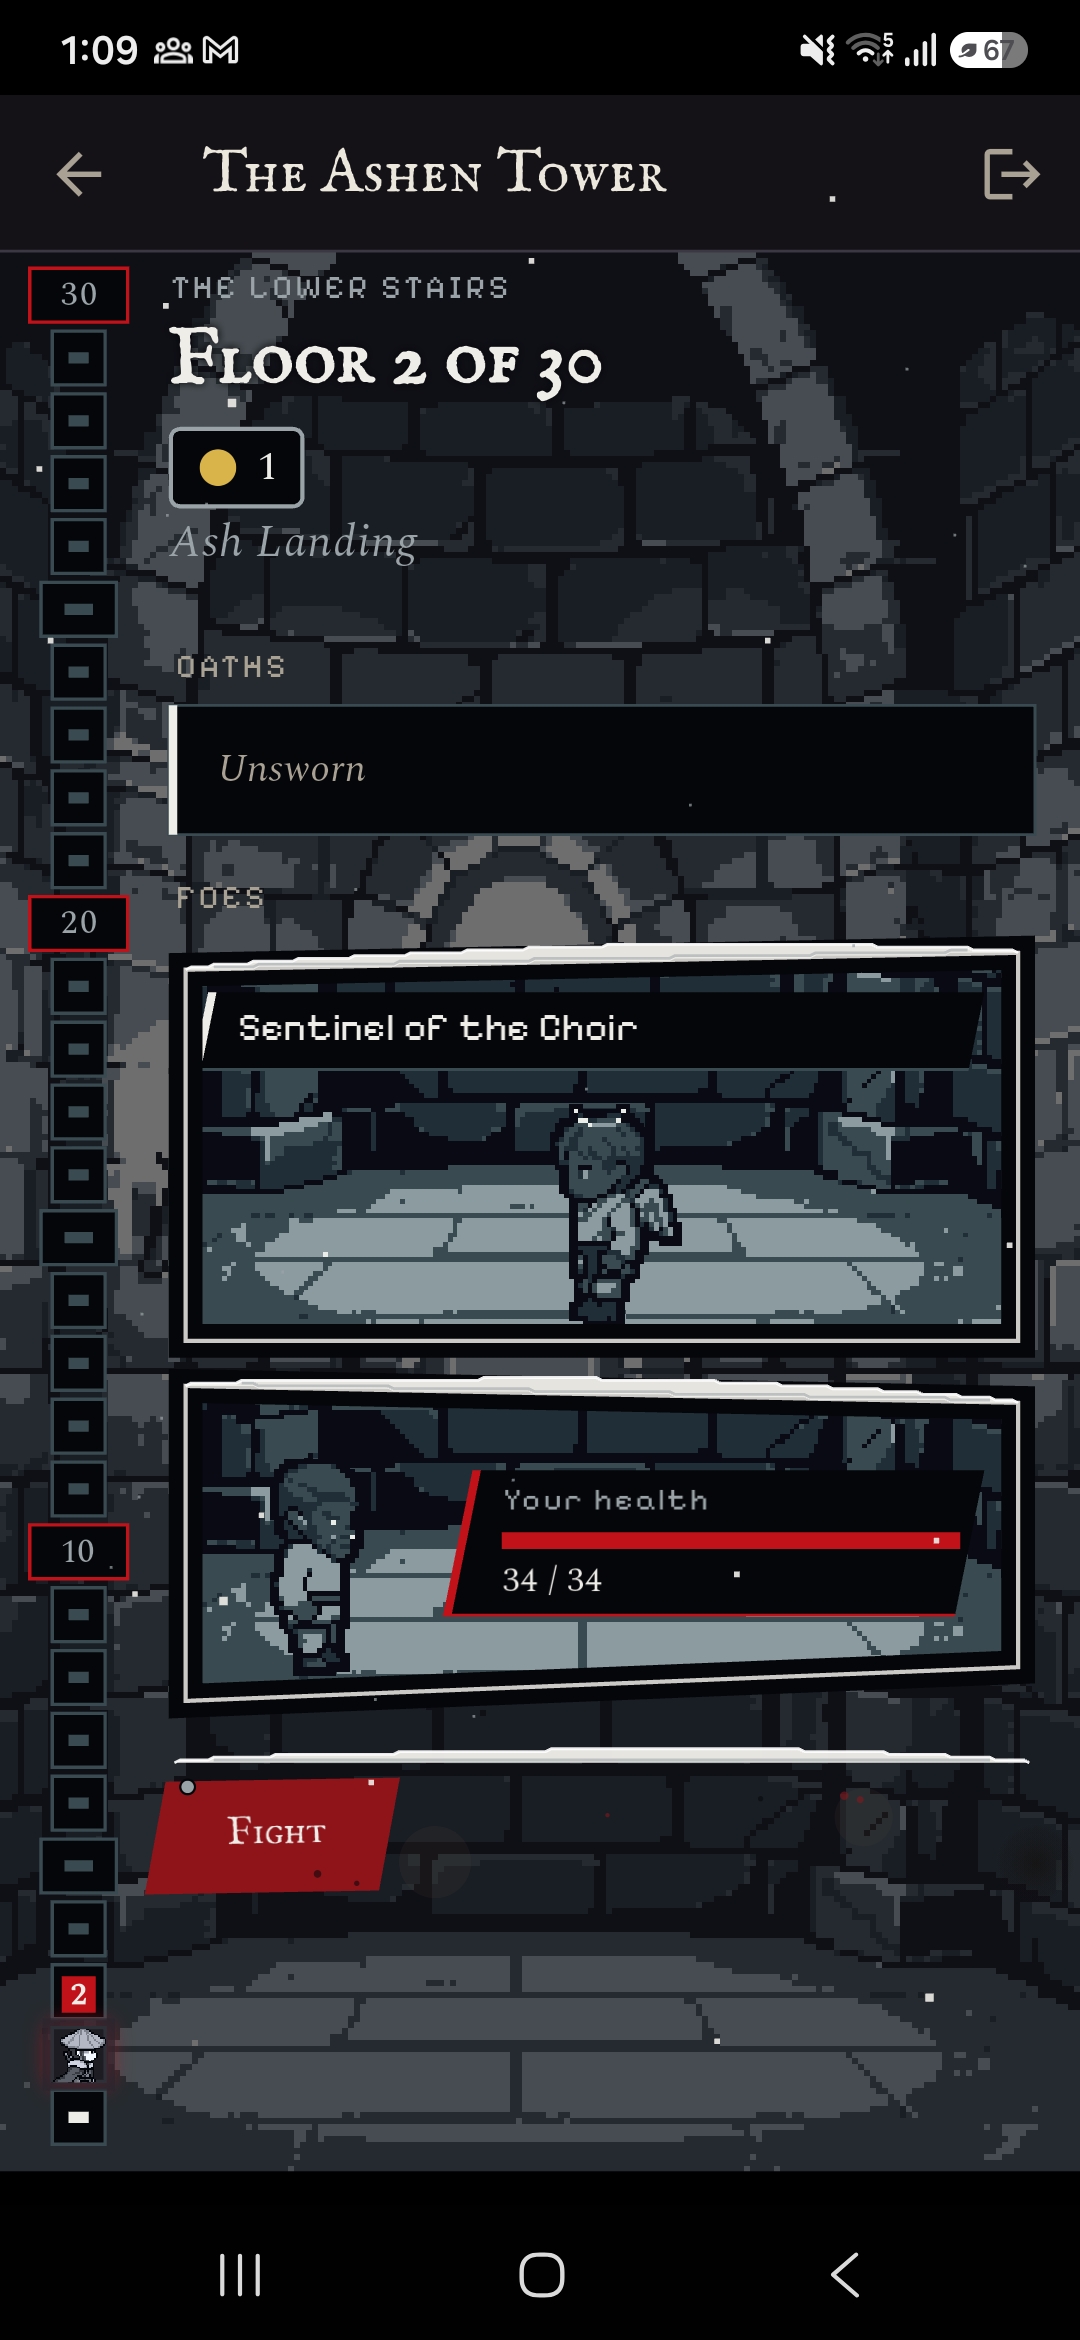 1:09
5
67
The Ashen Tower
30
THE LOWER STAIRS
Floor 2 of 30
1
Ash Landing
OATHS
Unsworn
20
FOES
Sentinel of the Choir
Your health
34 / 34
10
Fight
2